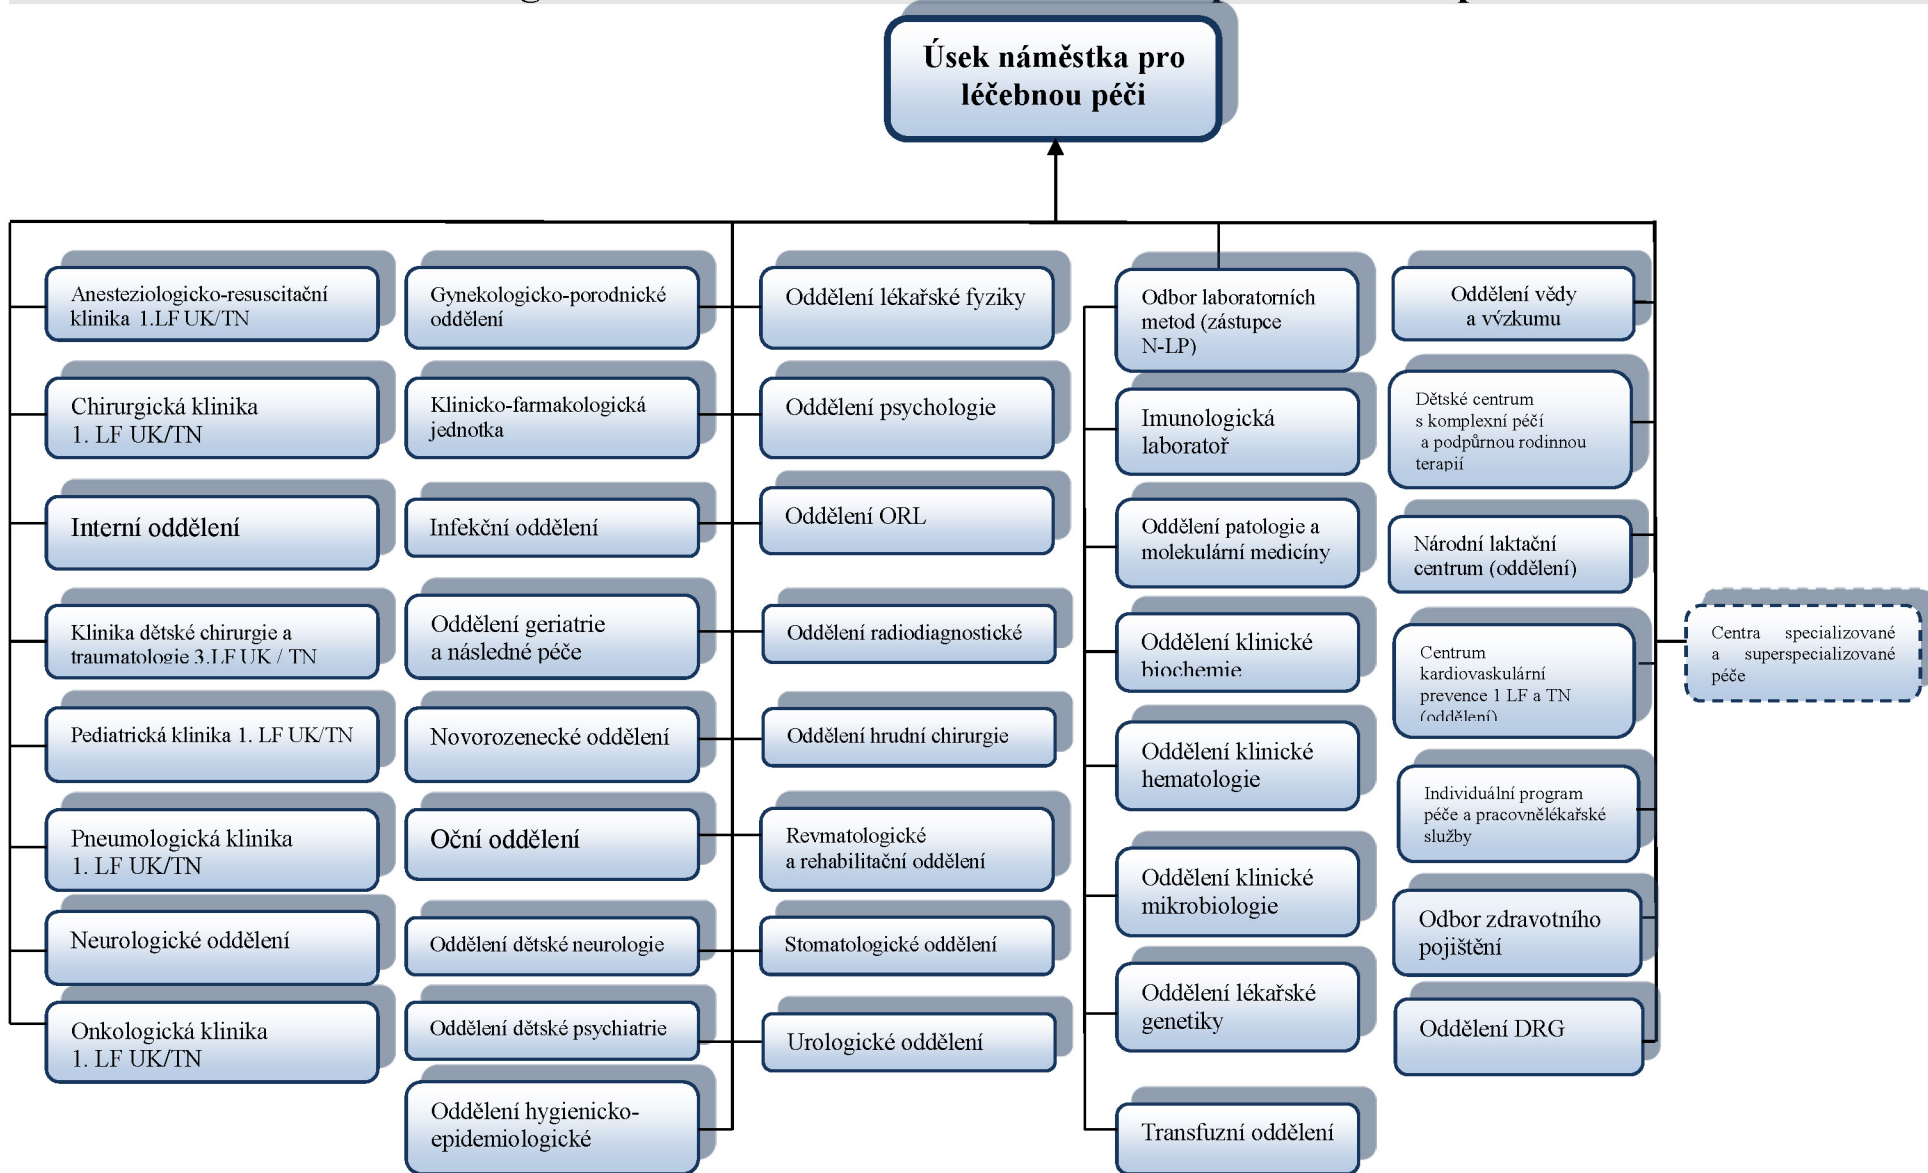 Úsek náměstka pro
léčebnou péči
Anesteziologicko-resuscitační
klinika 1.LF UK/TN
Chirurgická klinika
1. LF UK/TN
Interní oddělení
Klinika dětské chirurgie a
traumatologie 3.LF UK / TN
Pediatrická klinika 1. LF UK/TN
Pneumologická klinika
1. LF UK/TN
Neurologické oddělení
Onkologická klinika
1. LF UK/TN
Gynekologicko-porodnické
oddělení
Klinicko-farmakologická
jednotka
Infekční oddělení
Oddělení geriatrie
a následné péče
Novorozenecké oddělení
Oční oddělení
Oddělení dětské neurologie
Oddělení dětské psychiatrie
Oddělení hygienicko-
epidemiologické
Oddělení lékařské fyziky
Oddělení psychologie
Oddělení ORL
Oddělení radiodiagnostické
Oddělení hrudní chirurgie
Revmatologické
a rehabilitační oddělení
Stomatologické oddělení
Urologické oddělení
Odbor laboratorních
metod (zástupce
N-LP)
Imunologická
laboratoř
Oddělení patologie a
molekulární medicíny
Oddělení klinické
biochemie
Oddělení klinické
hematologie
Oddělení klinické
mikrobiologie
Oddělení lékařské
genetiky
Transfuzní oddělení
Oddělení vědy
a výzkumu
Dětské centrum
s komplexní péčí
a podpůrnou rodinnou
terapií
Národní laktační
centrum (oddělení)
Centrum
kardiovaskulární
prevence 1 LF a TN
(oddělení)
Individuální program
péče a pracovnělékařské
služby
Odbor zdravotního
pojištění
Oddělení DRG
Centra specializované
a superspecializované
péče